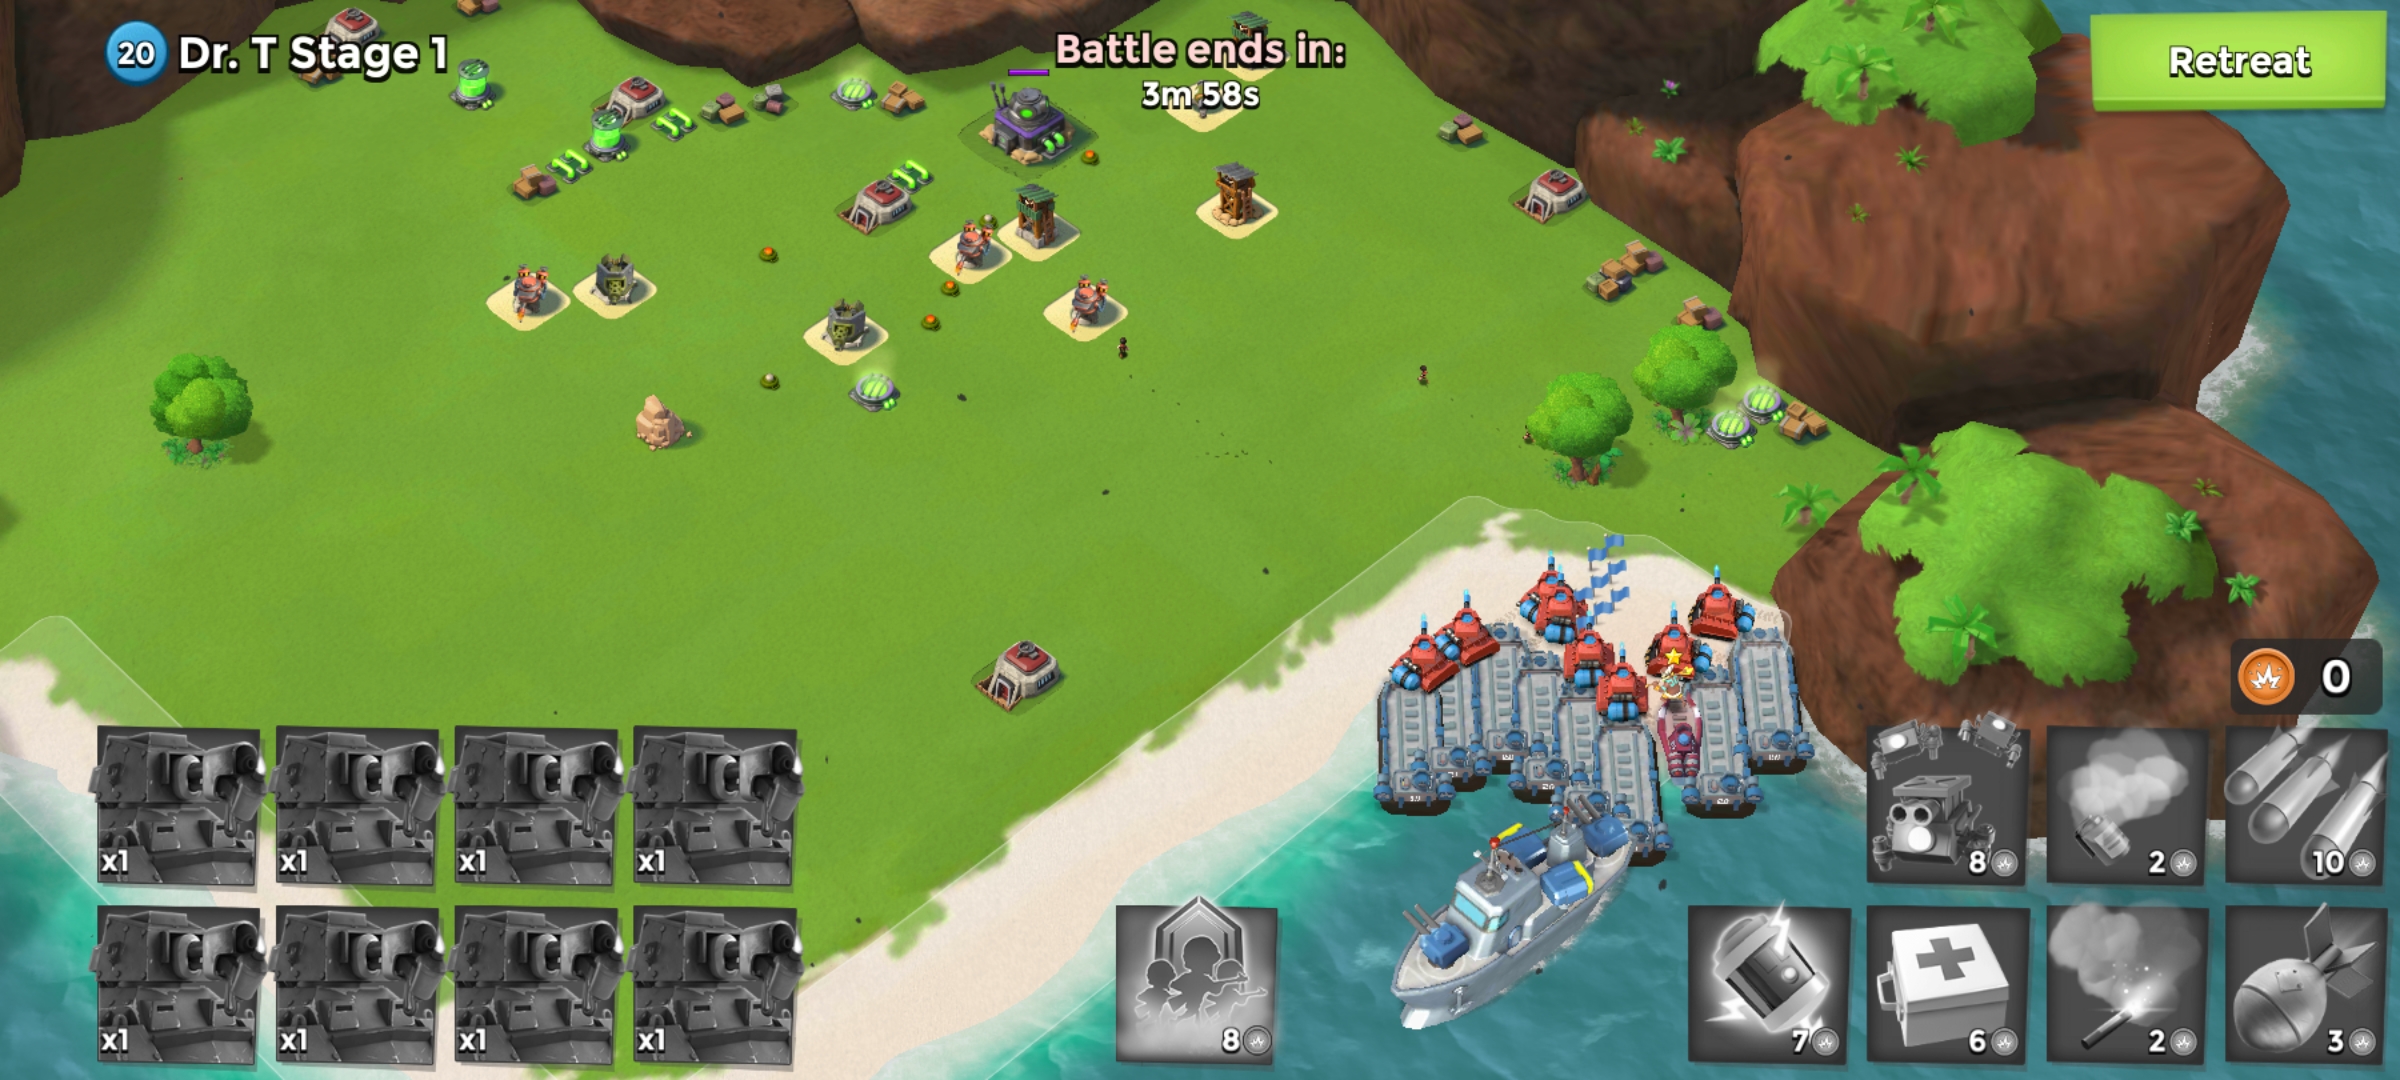 20 Dr. T Stage 1
Battle ends in:
3m 58s
Retreat
0
x1 x1 x1 x1
8 2 10
x1 x1 x1 x1
8 7 6 2 3